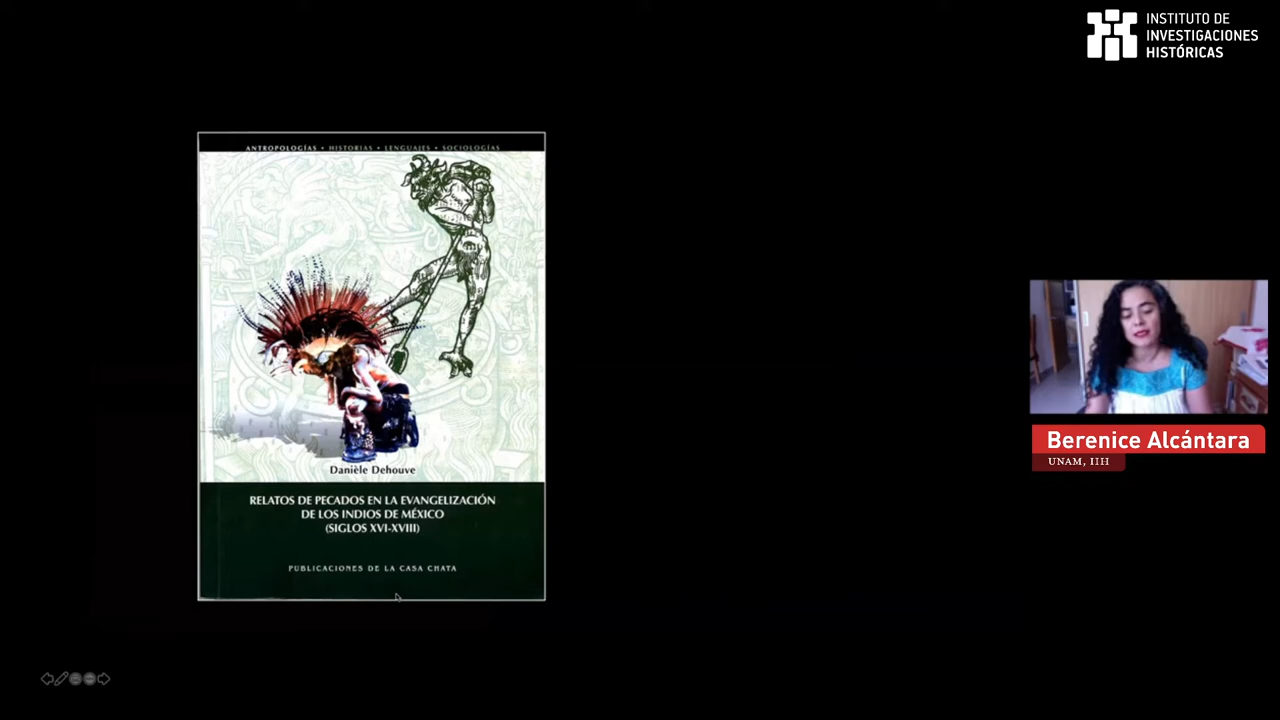 INSTITUTO DE
INVESTIGACIONES
HISTÓRICAS
ANTROPOLOGÍAS • HISTORIAS • LENGUAJES • SOCIOLOGÍAS
Danièle Dehouve
RELATOS DE PECADOS EN LA EVANGELIZACIÓN
DE LOS INDIOS DE MÉXICO
(SIGLOS XVI-XVIII)
PUBLICACIONES DE LA CASA CHATA
Berenice Alcántara
UNAM, IIH